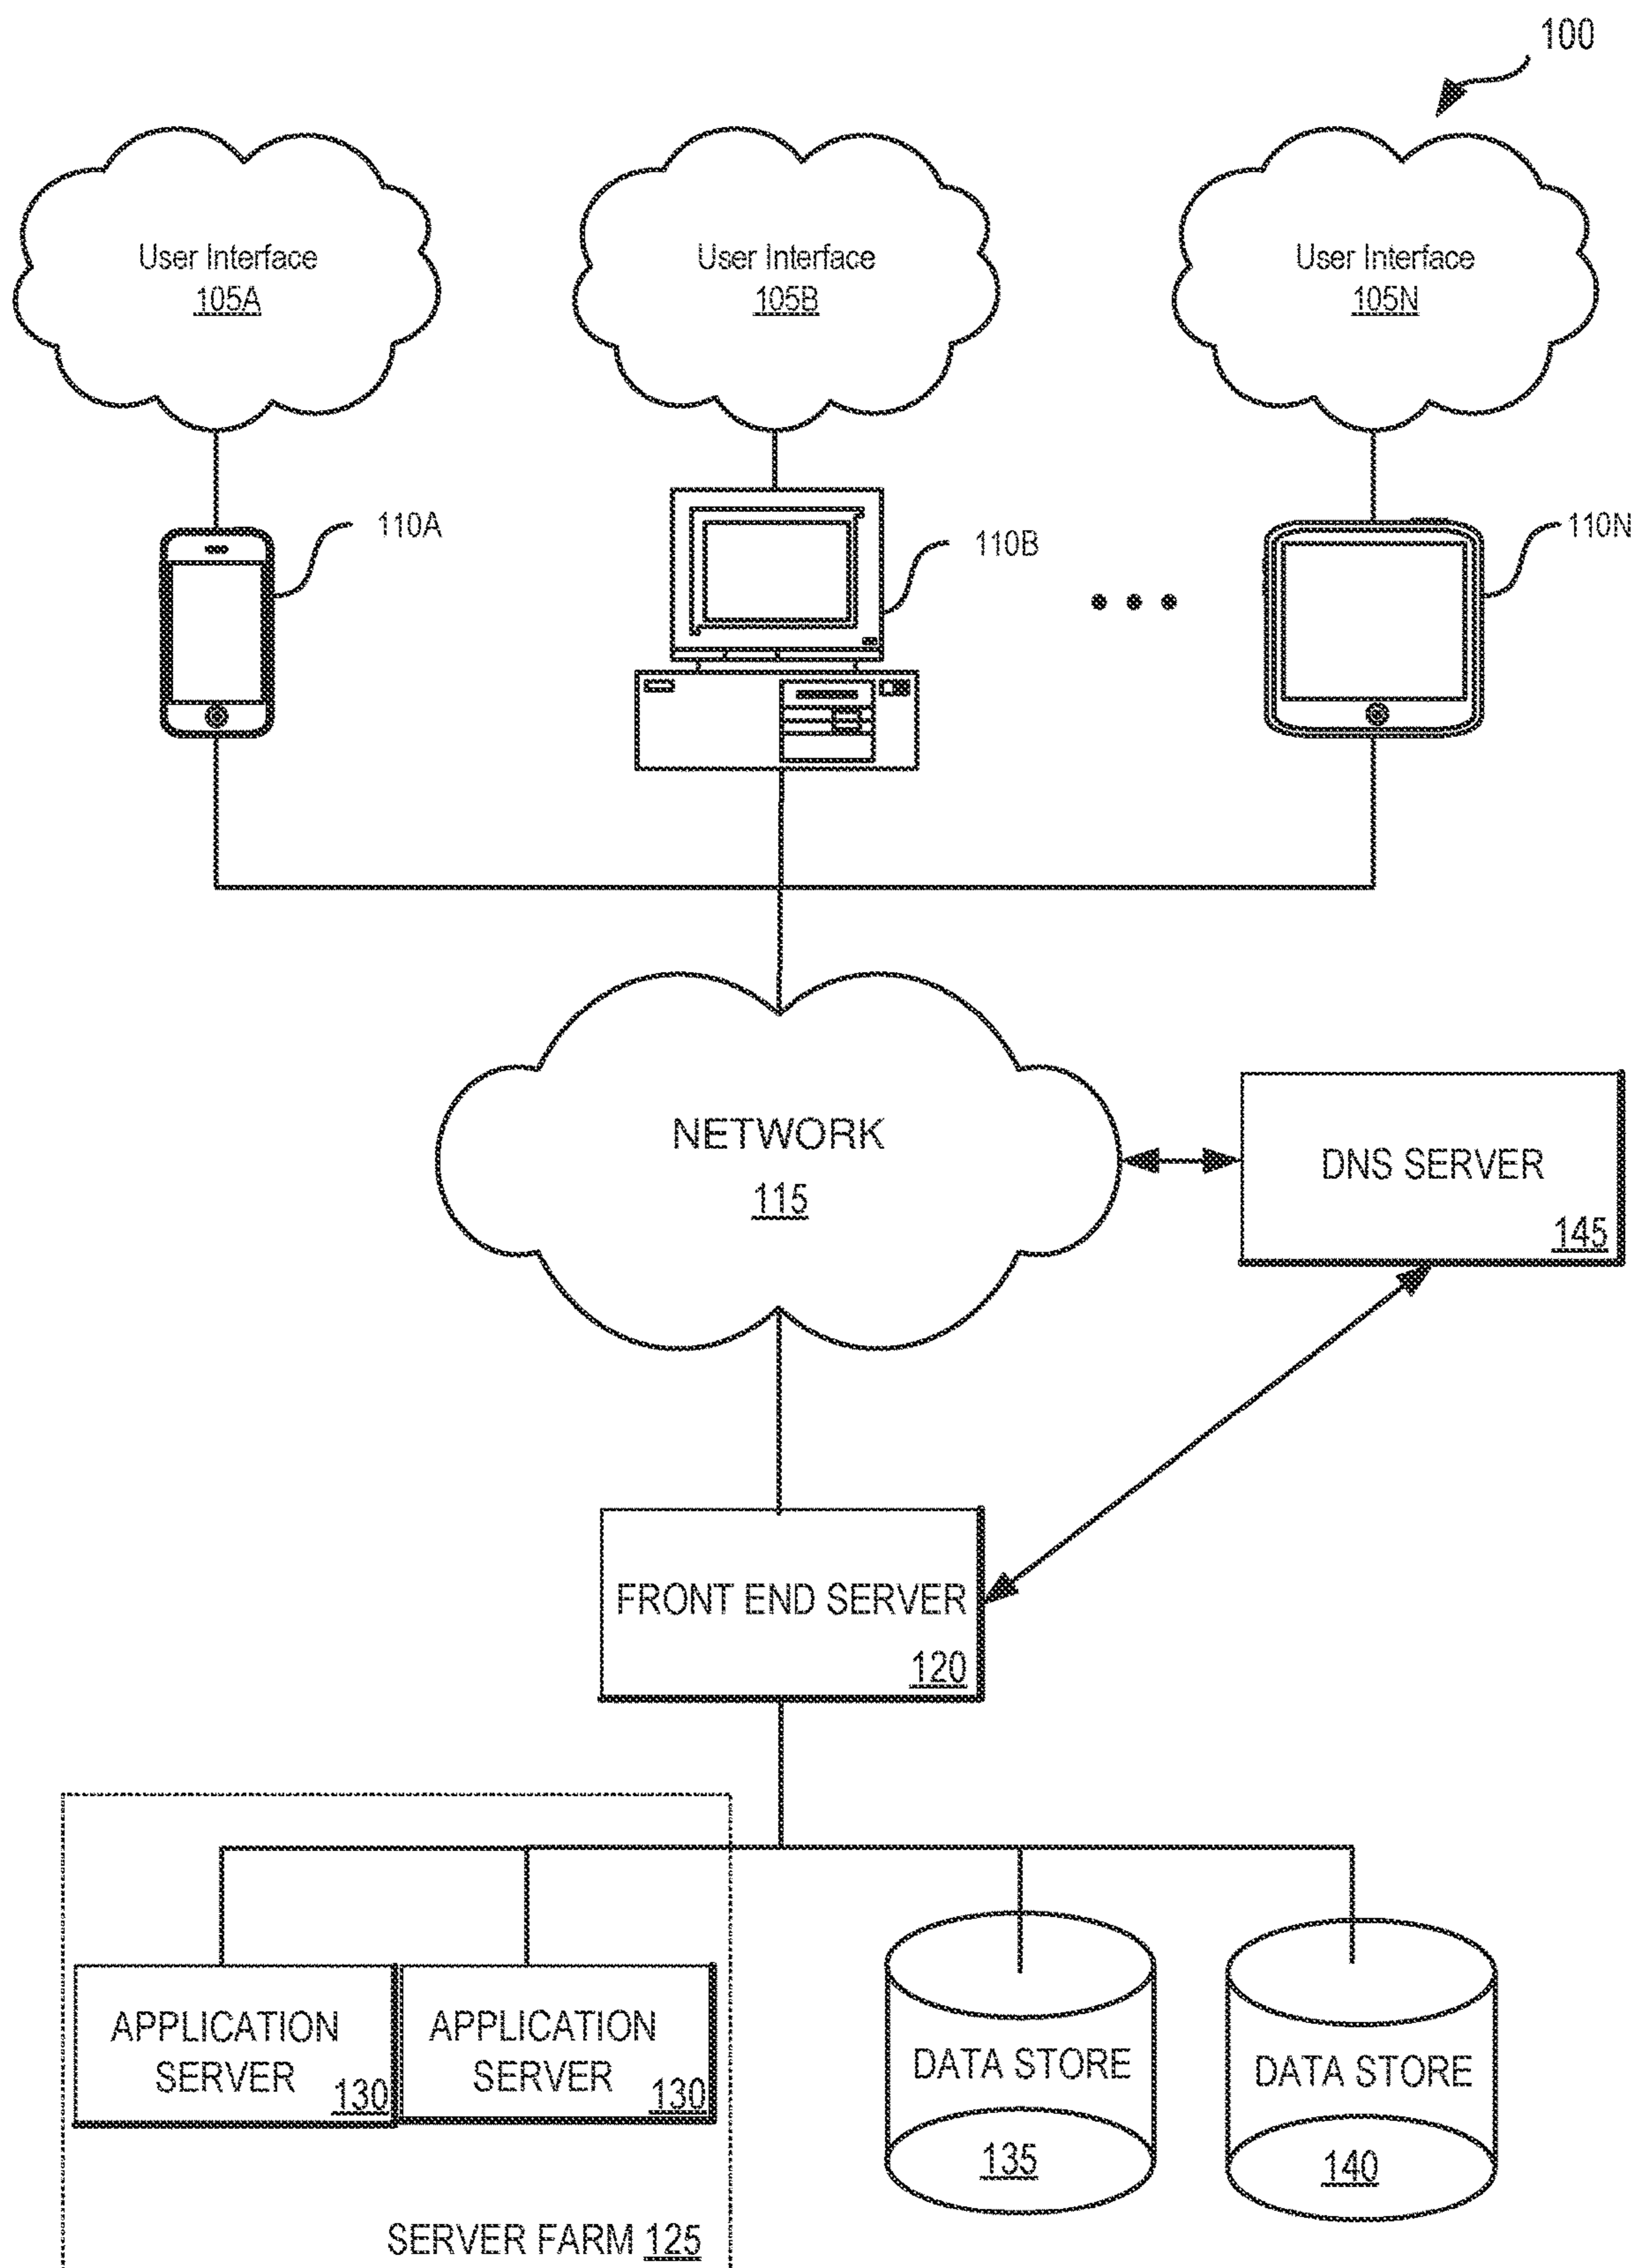 100
User Interface
105A
User Interface
105B
User Interface
105N
110A
110B
110N
NETWORK
115
DNS SERVER
145
FRONT END SERVER
120
APPLICATION
SERVER
130
APPLICATION
SERVER
130
DATA STORE
135
DATA STORE
140
SERVER FARM 125